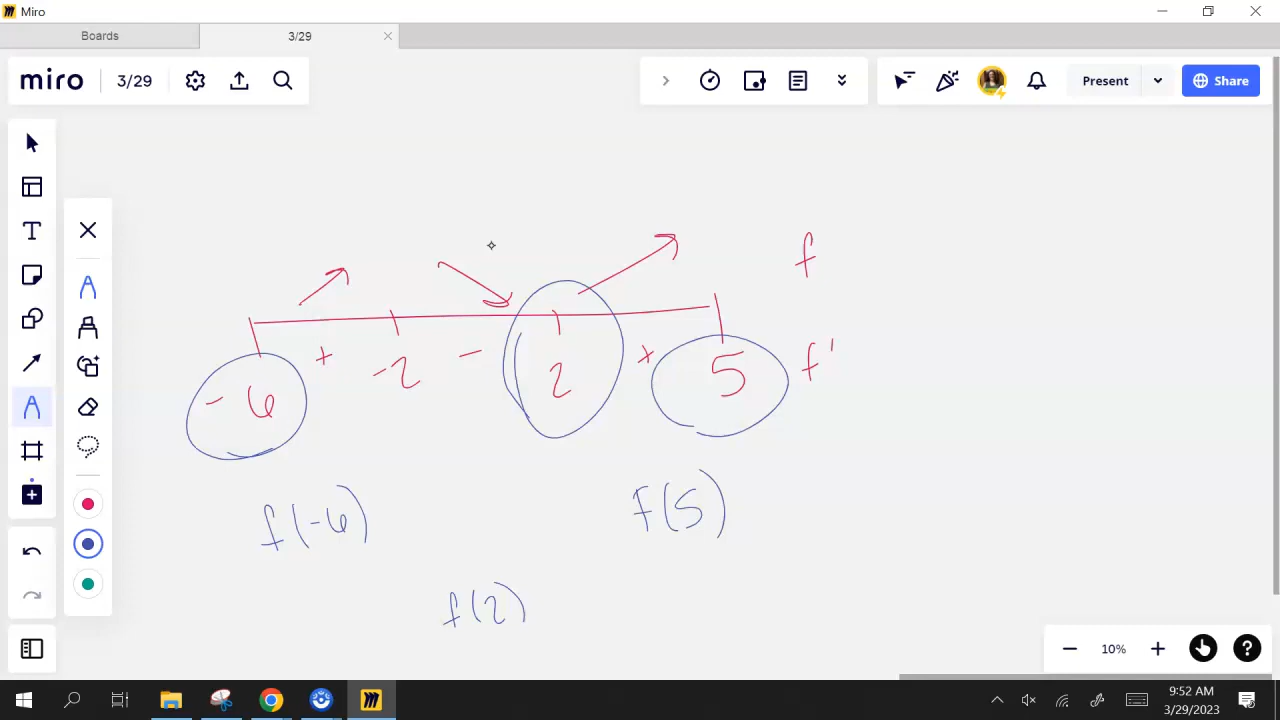 Miro
Boards
3/29
miro
3/29
Present
Share
f
+ - +
-6 -2 2 5 f'
f(-6)
f(5)
f(2)
10%
9:52 AM
3/29/2023